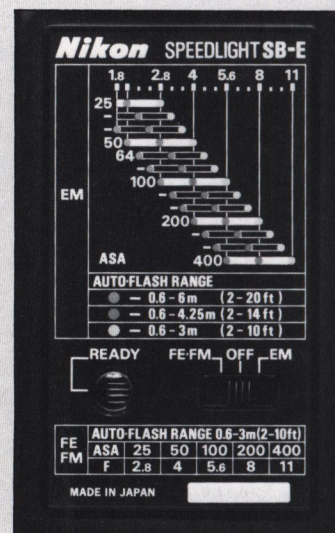 Nikon SPEEDLIGHT SB-E
1.8 2.8 4 5.6 8 11
25
50
64
100
EM
200
ASA 400
AUTO·FLASH RANGE
— 0.6 – 6m (2 – 20 ft)
— 0.6 – 4.25m (2 – 14 ft)
— 0.6 – 3m (2 – 10 ft)
READY FE·FM OFF EM
FE FM AUTO·FLASH RANGE 0.6–3m(2–10ft)
ASA 25 50 100 200 400
F 2.8 4 5.6 8 11
MADE IN JAPAN